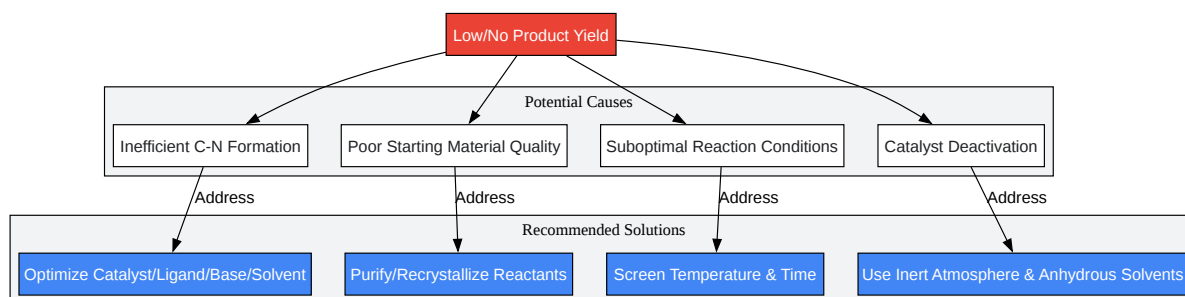 Low/No Product Yield
Potential Causes
Inefficient C-N Formation
Poor Starting Material Quality
Suboptimal Reaction Conditions
Catalyst Deactivation
Address
Address
Address
Address
Recommended Solutions
Optimize Catalyst/Ligand/Base/Solvent
Purify/Recrystallize Reactants
Screen Temperature & Time
Use Inert Atmosphere & Anhydrous Solvents